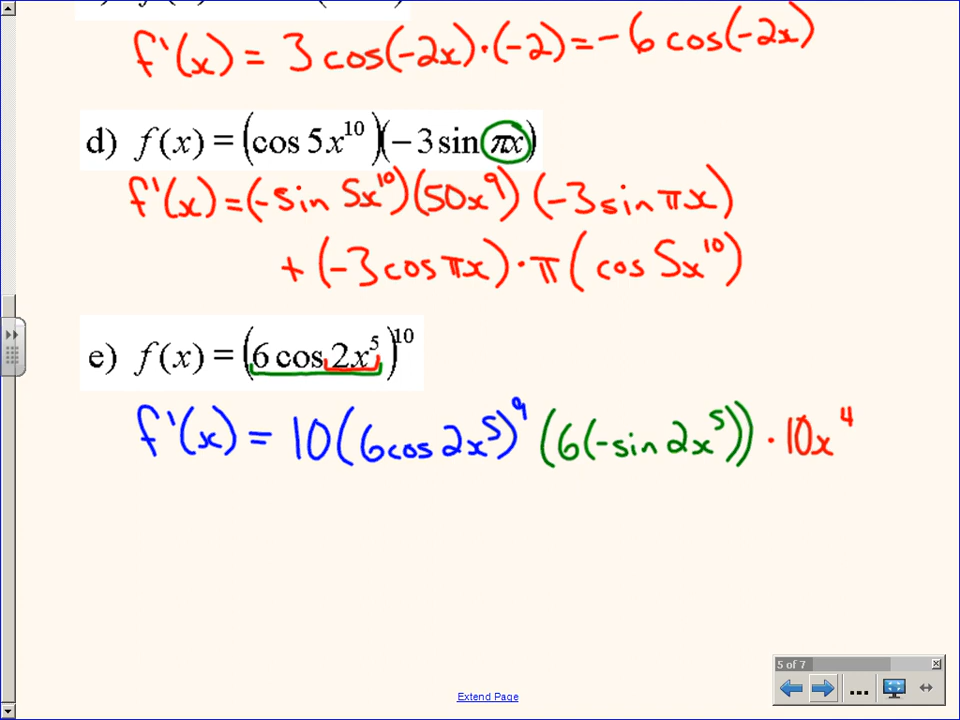 f'(x) = 3 cos(-2x)·(-2) = -6 cos(-2x)
d) f(x) = (cos 5x^10)(-3 sin πx)
f'(x) = (-sin 5x^10)(50x^9)(-3 sin πx)
+ (-3 cos πx)·π(cos 5x^10)
e) f(x) = (6 cos 2x^5)^10
f'(x) = 10(6cos 2x^5)^9 (6(-sin 2x^5))·10x^4
5 of 7
...
Extend Page